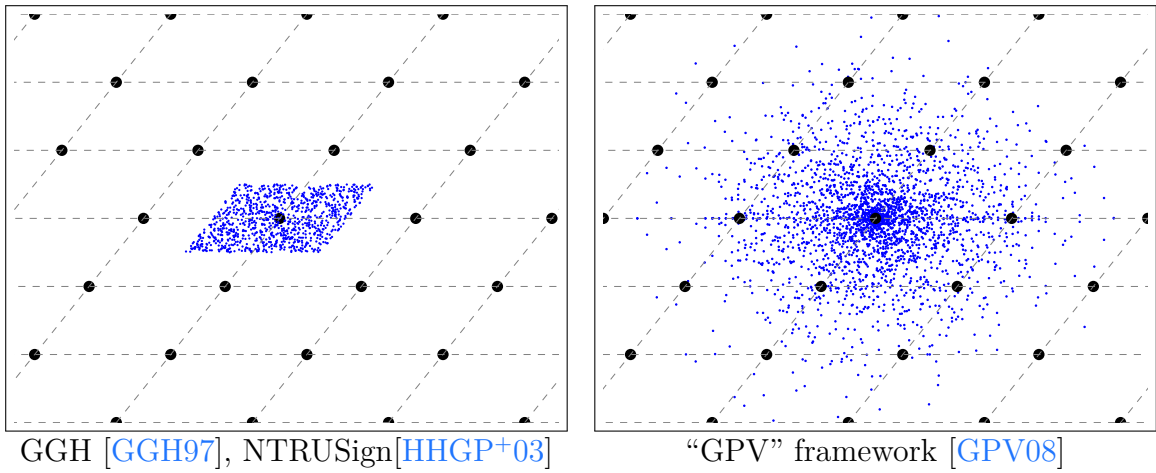 GGH [GGH97], NTRUSign[HHGP+03]
“GPV” framework [GPV08]